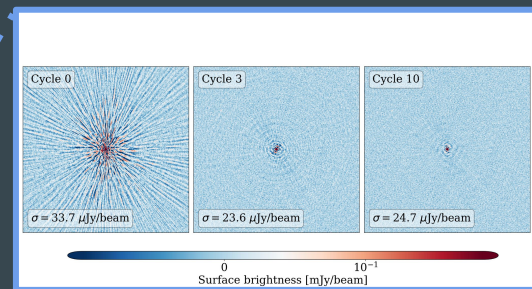 Cycle 0
Cycle 3
Cycle 10
σ = 33.7 μJy/beam
σ = 23.6 μJy/beam
σ = 24.7 μJy/beam
0
10⁻¹
Surface brightness [mJy/beam]